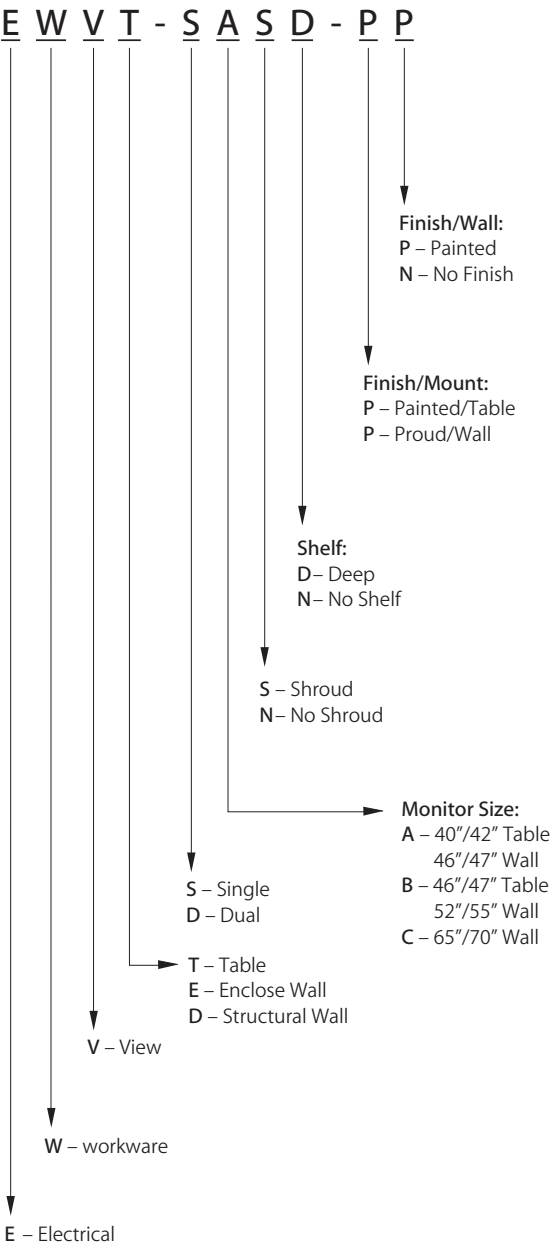 E W V T - S A S D - P P
Finish/Wall:
P – Painted
N – No Finish
Finish/Mount:
P – Painted/Table
P – Proud/Wall
Shelf:
D– Deep
N– No Shelf
S – Shroud
N– No Shroud
Monitor Size:
A – 40"/42" Table
46"/47" Wall
B – 46"/47" Table
52"/55" Wall
C – 65"/70" Wall
S – Single
D – Dual
T – Table
E – Enclose Wall
D – Structural Wall
V – View
W – workware
E – Electrical